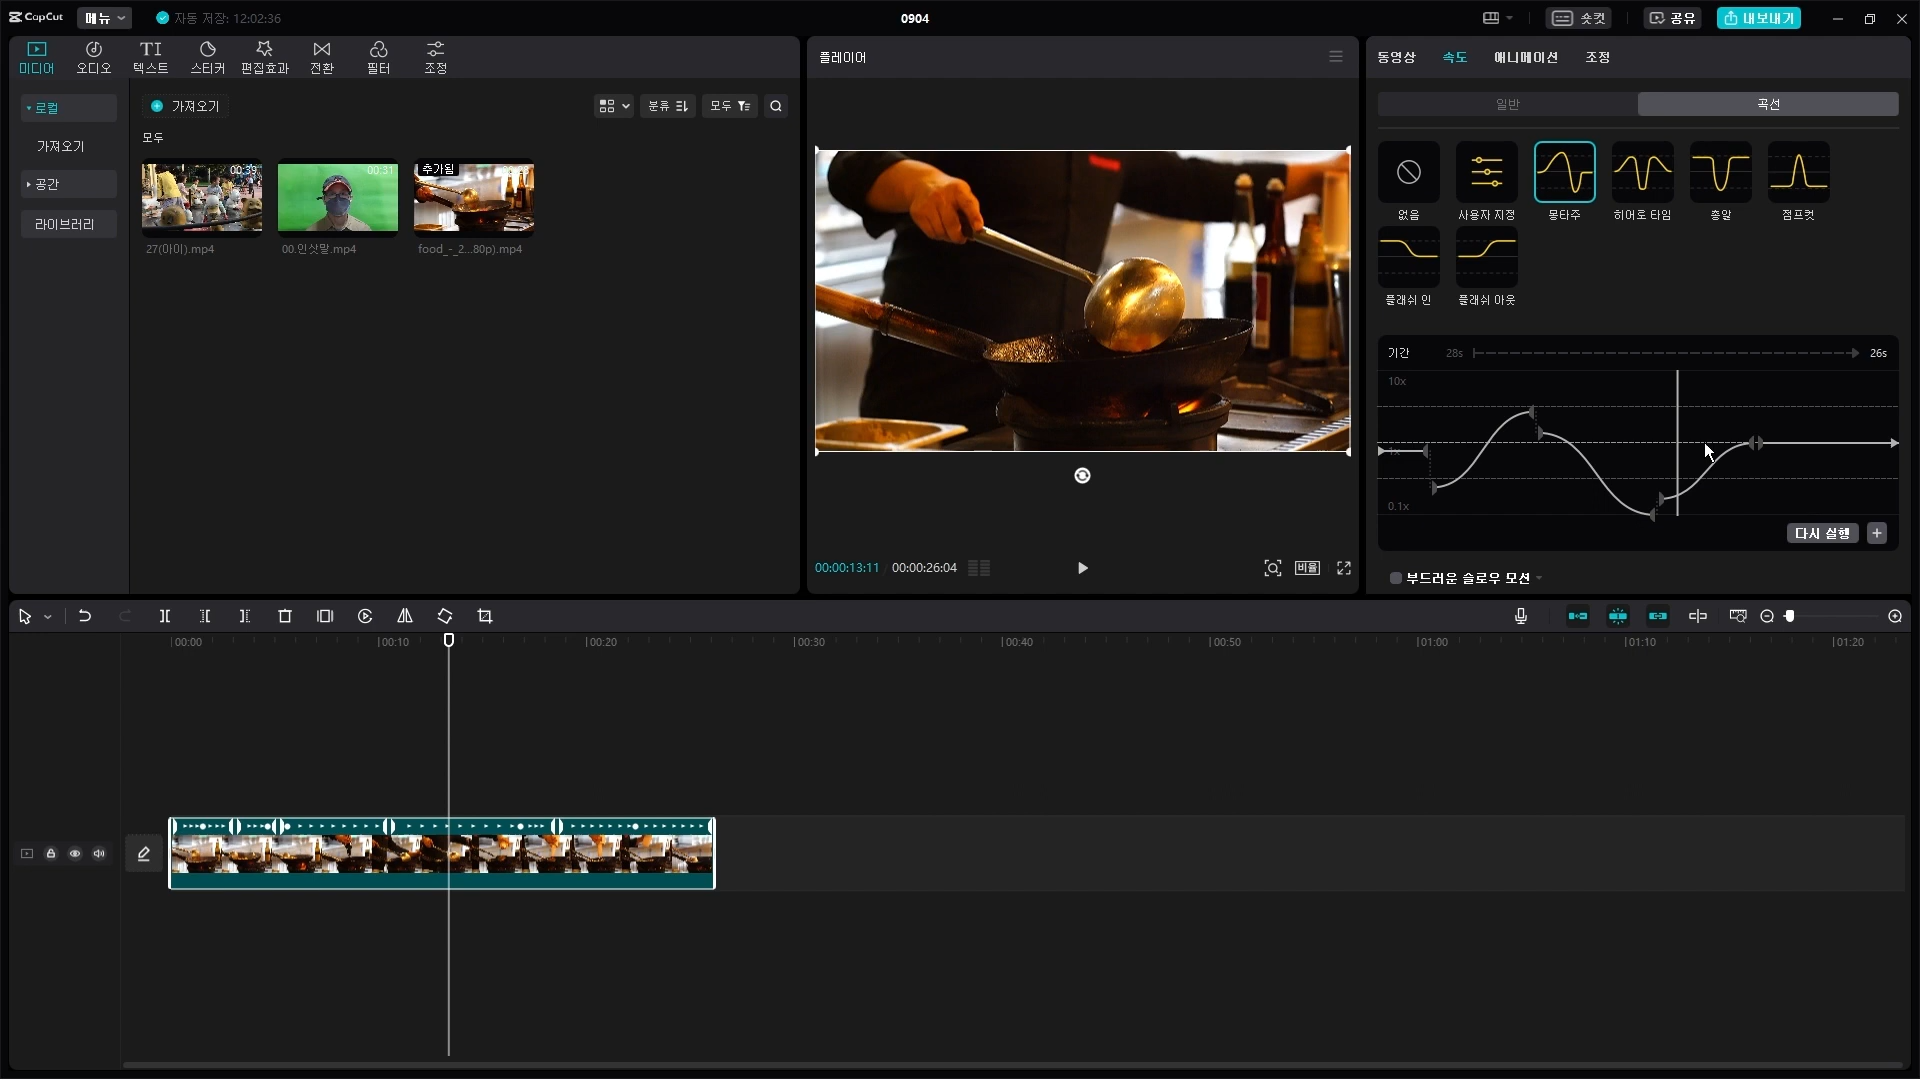 CapCut 메뉴 자동 저장: 12:02:36 0904 숏컷 공유 내보내기
미디어 오디오 텍스트 스티커 편집효과 전환 필터 조정
로컬
가져오기
공간
라이브러리
가져오기 분류 모두
모두
00:39 00:31 추가됨
27(아이).mp4 00.인삿말.mp4 food_-_2...80p).mp4
플레이어
00:00:13:11 00:00:26:04 비율
동영상 속도 애니메이션 조정
일반 곡선
없음 사용자 지정 몽타주 히어로 타임 총알 점프컷
플래쉬 인 플래쉬 아웃
기간 28s 26s
10x
1x
0.1x
다시 실행
부드러운 슬로우 모션
00:00 00:10 00:20 00:30 00:40 00:50 01:00 01:10 01:20